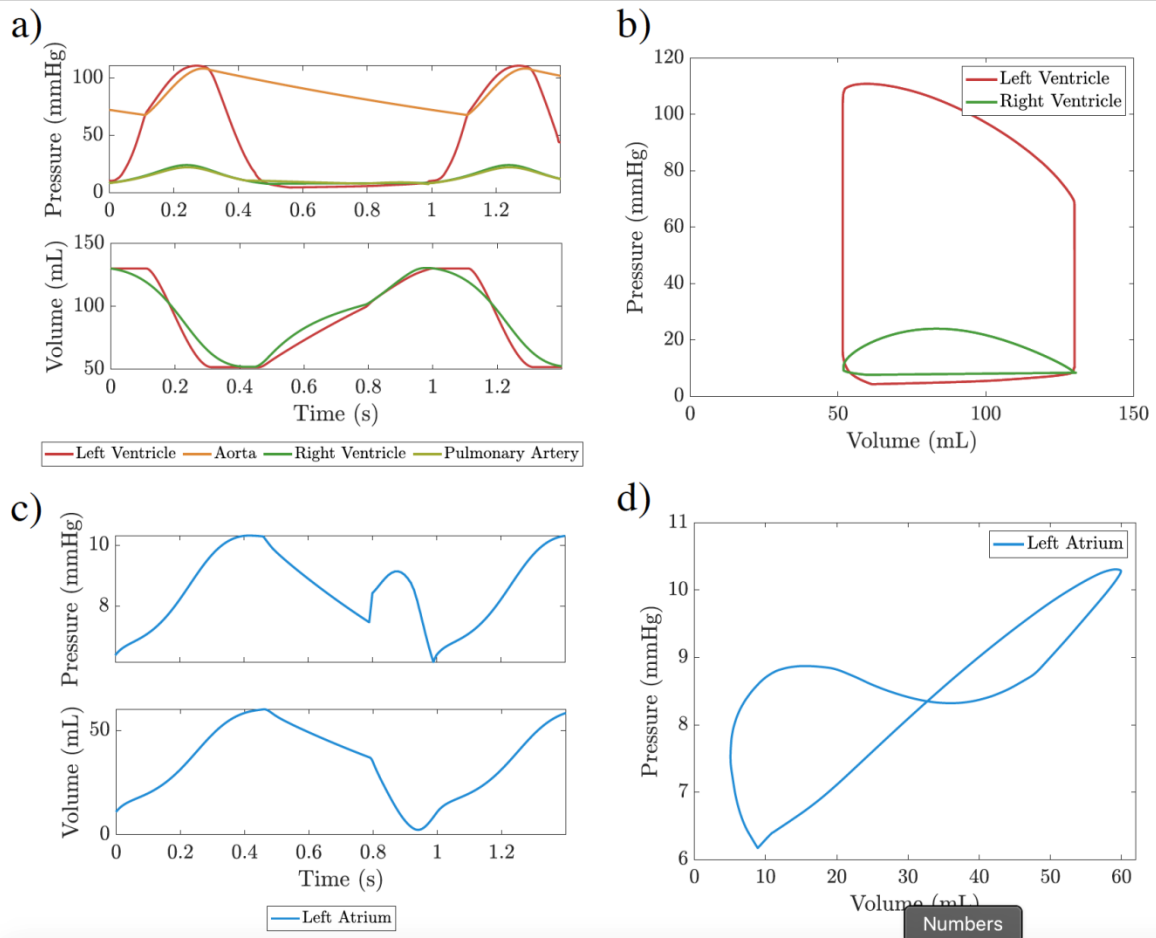 a)
Pressure (mmHg)
100
50
0
0 0.2 0.4 0.6 0.8 1 1.2
Volume (mL)
150
100
50
0 0.2 0.4 0.6 0.8 1 1.2
Time (s)
Left Ventricle Aorta Right Ventricle Pulmonary Artery
b)
Pressure (mmHg)
120
100
80
60
40
20
0
0 50 100 150
Volume (mL)
Left Ventricle
Right Ventricle
c)
Pressure (mmHg)
10
8
Volume (mL)
50
0
0 0.2 0.4 0.6 0.8 1 1.2
Time (s)
Left Atrium
d)
Pressure (mmHg)
11
10
9
8
7
6
0 10 20 30 40 50 60
Volume (mL)
Left Atrium
Numbers